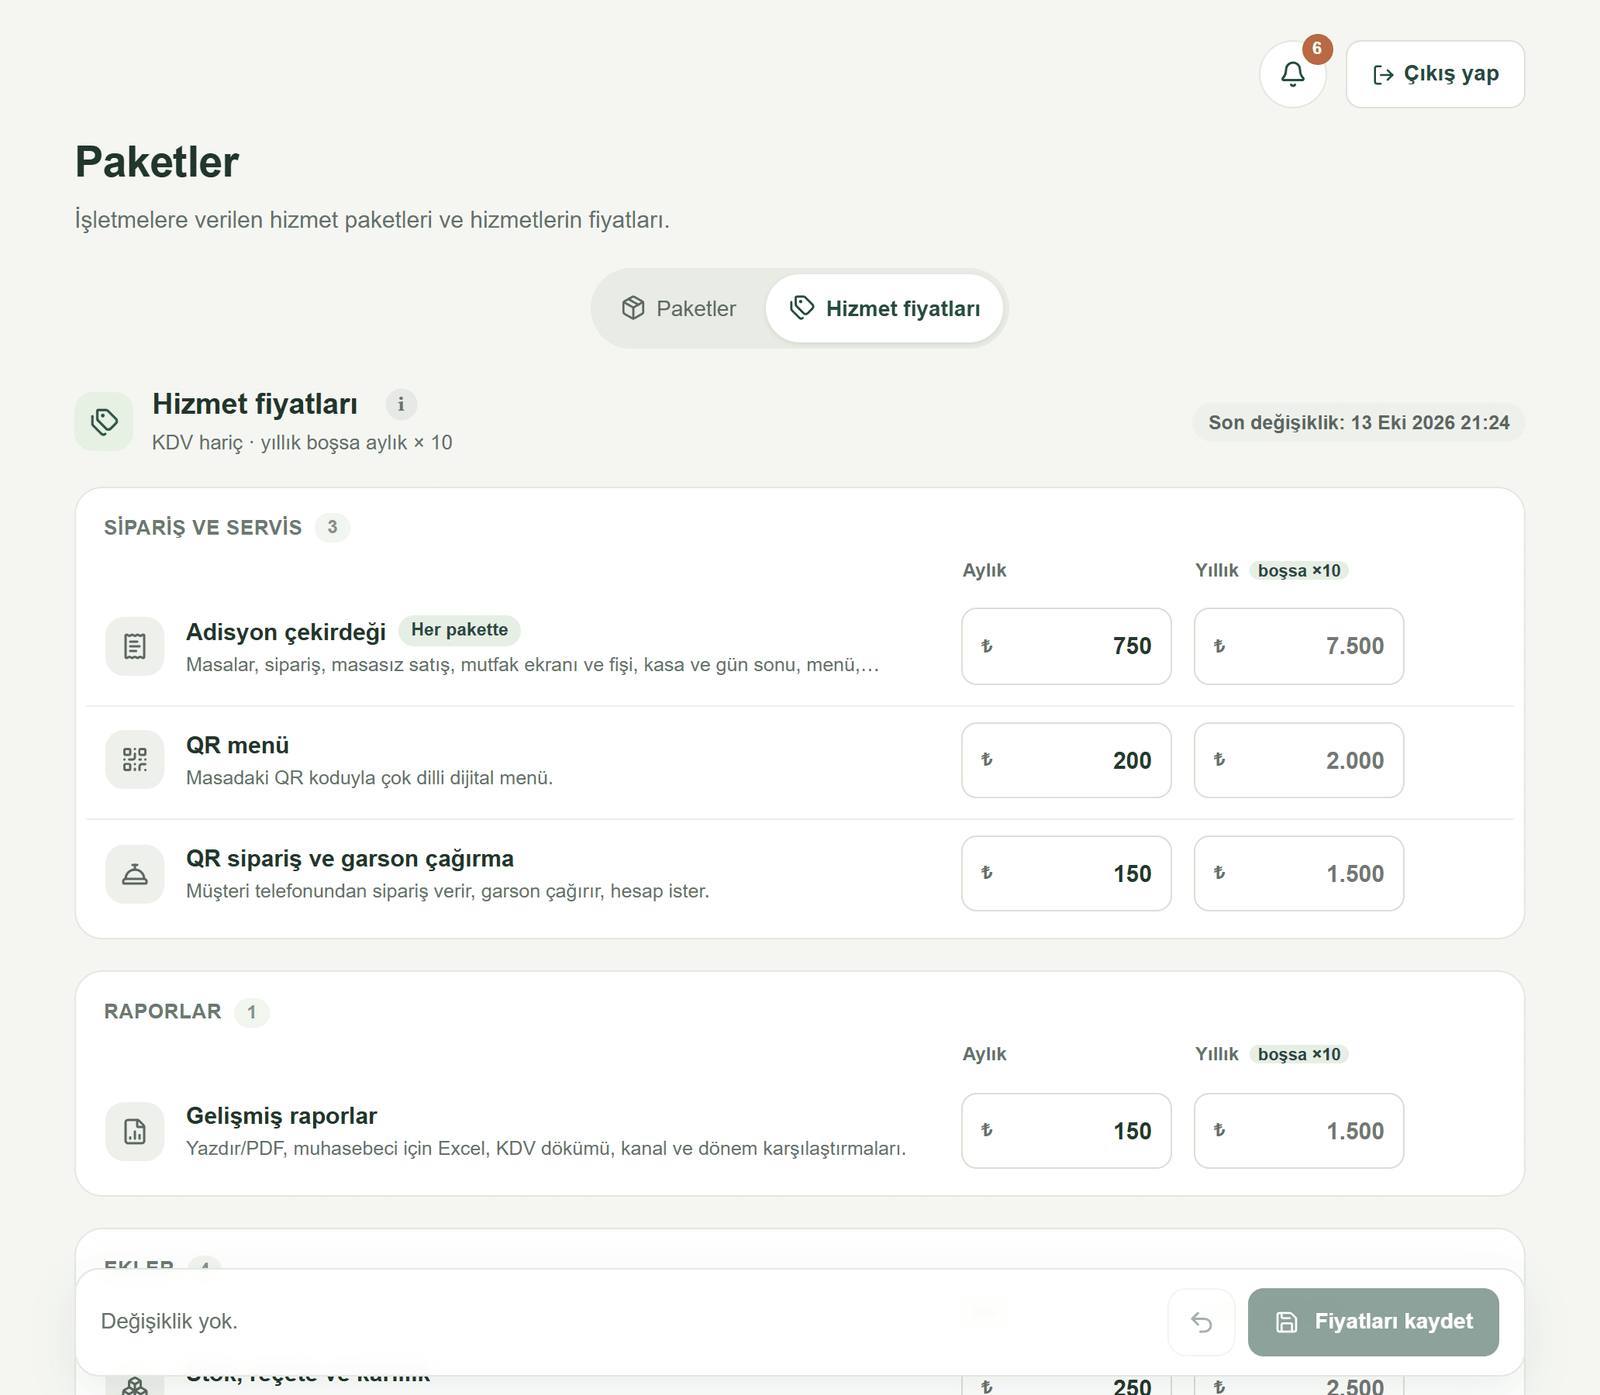 6
Çıkış yap
Paketler
İşletmelere verilen hizmet paketleri ve hizmetlerin fiyatları.
Paketler
Hizmet fiyatları
Hizmet fiyatları i
KDV hariç · yıllık boşsa aylık × 10
Son değişiklik: 13 Eki 2026 21:24
SİPARİŞ VE SERVİS 3
Aylık Yıllık boşsa ×10
Adisyon çekirdeği Her pakette
Masalar, sipariş, masasız satış, mutfak ekranı ve fişi, kasa ve gün sonu, menü,…
₺ 750 ₺ 7.500
QR menü
Masadaki QR koduyla çok dilli dijital menü.
₺ 200 ₺ 2.000
QR sipariş ve garson çağırma
Müşteri telefonundan sipariş verir, garson çağırır, hesap ister.
₺ 150 ₺ 1.500
RAPORLAR 1
Aylık Yıllık boşsa ×10
Gelişmiş raporlar
Yazdır/PDF, muhasebeci için Excel, KDV dökümü, kanal ve dönem karşılaştırmaları.
₺ 150 ₺ 1.500
EKLER 4
Değişiklik yok.
Fiyatları kaydet
Stok, reçete ve kârlılık
₺ 250 ₺ 2.500